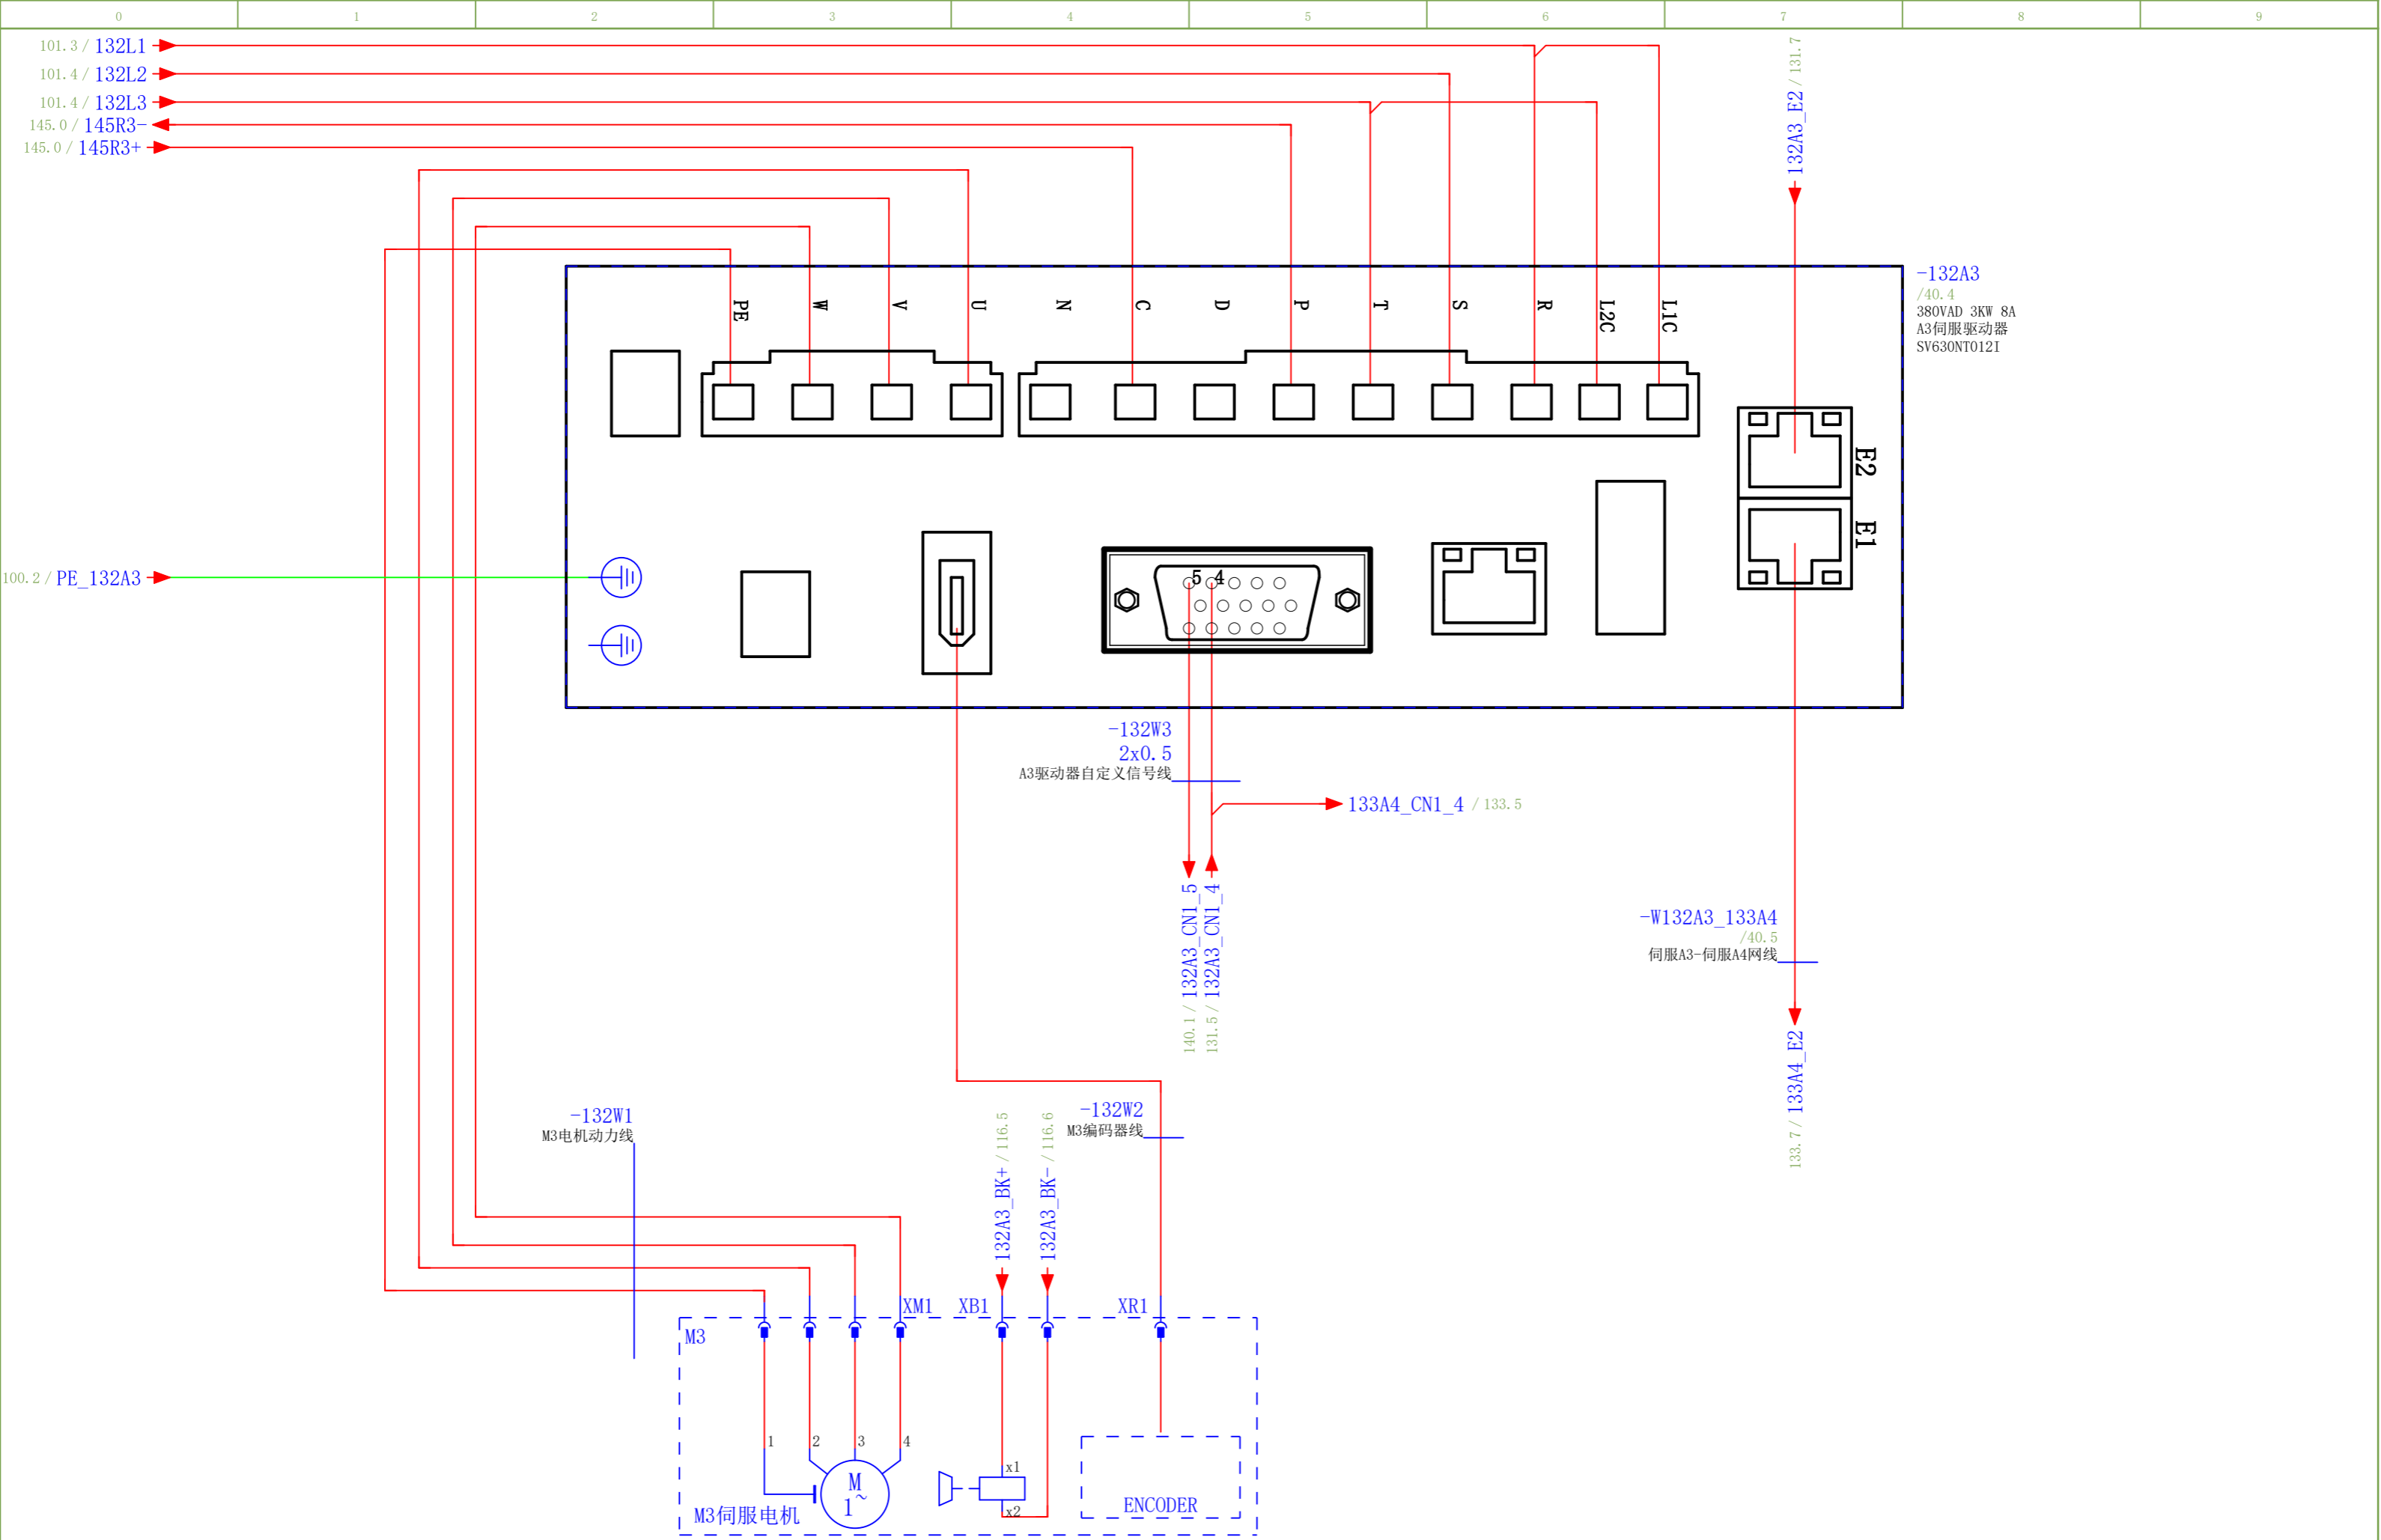 0 1 2 3 4 5 6 7 8 9
101.3 / 132L1
101.4 / 132L2
101.4 / 132L3
145.0 / 145R3-
145.0 / 145R3+
132A3_E2 / 131.7
-132A3
/40.4
380VAD 3KW 8A
A3伺服驱动器
SV630NT012I
PE W V U N C D P T S R L2C L1C
E2
E1
100.2 / PE_132A3
5 4
-132W3
2x0.5
A3驱动器自定义信号线
133A4_CN1_4 / 133.5
140.1 / 132A3_CN1_5
131.5 / 132A3_CN1_4
-W132A3_133A4
/40.5
伺服A3-伺服A4网线
133.7 / 133A4_E2
-132W1
M3电机动力线
132A3_BK+ / 116.5
132A3_BK- / 116.6
-132W2
M3编码器线
XM1 XB1 XR1
M3
1 2 3 4
M
1~
x1
x2
ENCODER
M3伺服电机